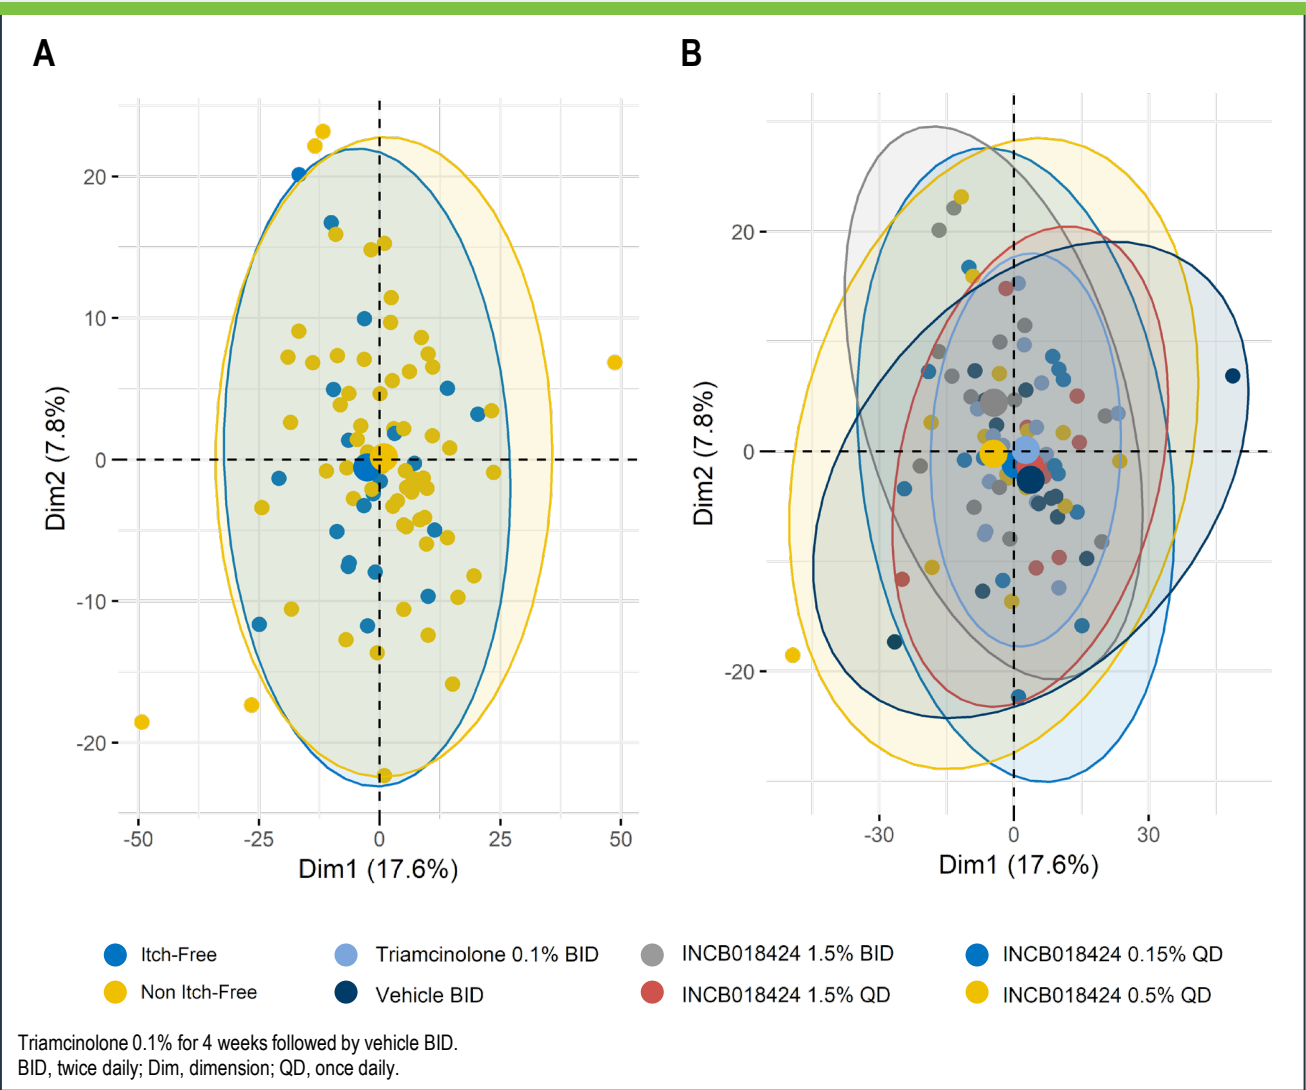 A
B
20
10
0
-10
-20
-50
-25
0
25
50
Dim1 (17.6%)
Dim2 (7.8%)
20
0
-20
-30
0
30
Dim1 (17.6%)
Dim2 (7.8%)
Itch-Free
Triamcinolone 0.1% BID
INCB018424 1.5% BID
INCB018424 0.15% QD
Non Itch-Free
Vehicle BID
INCB018424 1.5% QD
INCB018424 0.5% QD
Triamcinolone 0.1% for 4 weeks followed by vehicle BID.
BID, twice daily; Dim, dimension; QD, once daily.